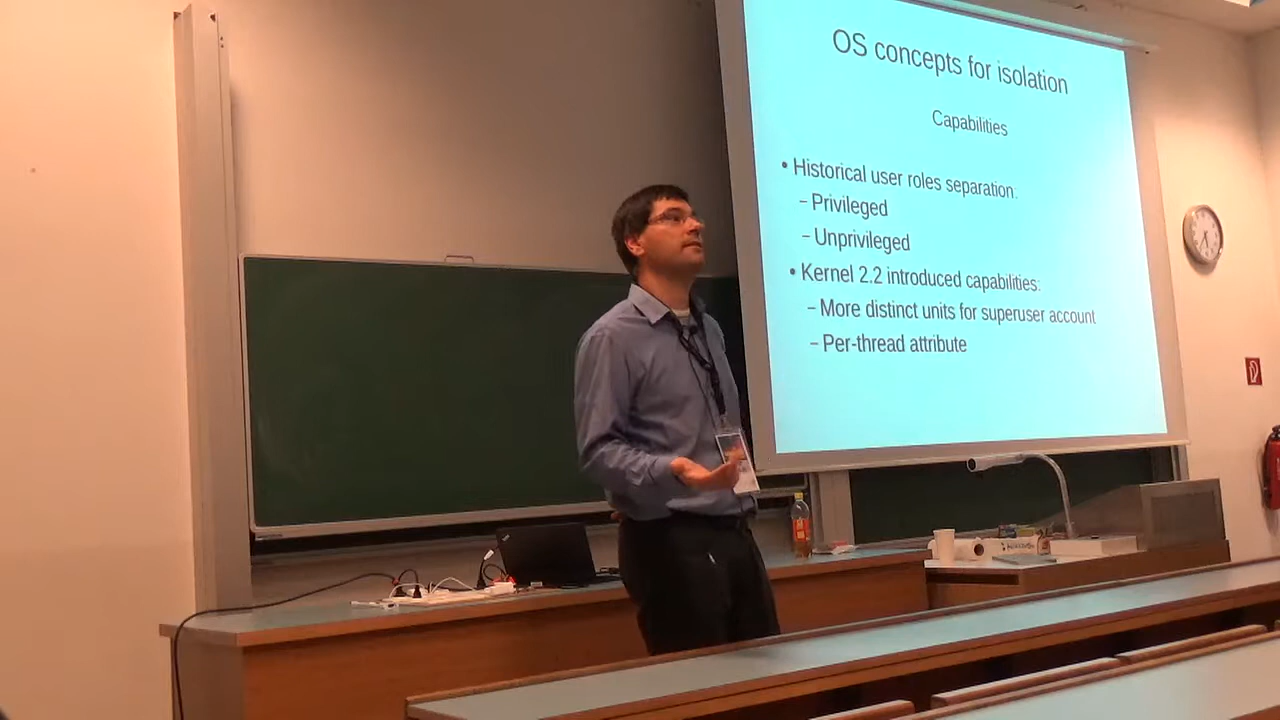 OS concepts for isolation
Capabilities
• Historical user roles separation:
– Privileged
– Unprivileged
• Kernel 2.2 introduced capabilities:
– More distinct units for superuser account
– Per-thread attribute